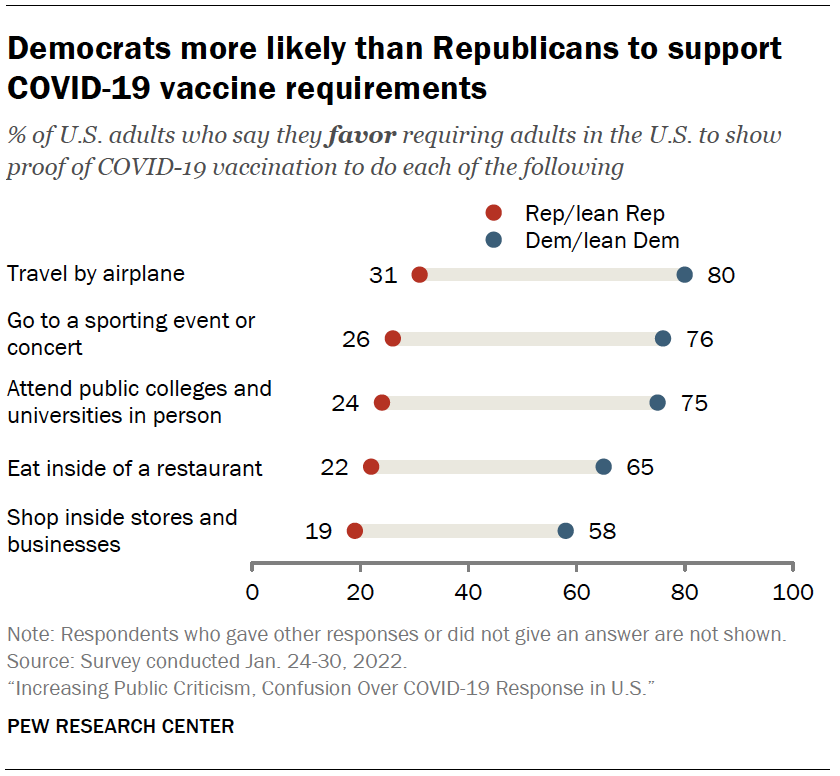 Democrats more likely than Republicans to support
COVID-19 vaccine requirements
% of U.S. adults who say they favor requiring adults in the U.S. to show
proof of COVID-19 vaccination to do each of the following
Rep/lean Rep
Dem/lean Dem
Travel by airplane 31 80
Go to a sporting event or
concert 26 76
Attend public colleges and
universities in person 24 75
Eat inside of a restaurant 22 65
Shop inside stores and
businesses 19 58
0 20 40 60 80 100
Note: Respondents who gave other responses or did not give an answer are not shown.
Source: Survey conducted Jan. 24-30, 2022.
“Increasing Public Criticism, Confusion Over COVID-19 Response in U.S.”
PEW RESEARCH CENTER